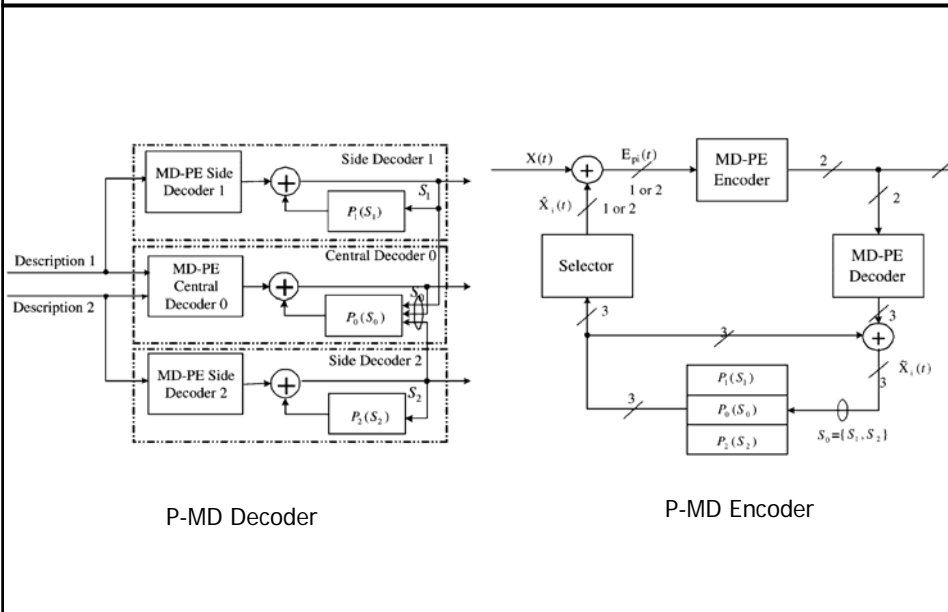 Side Decoder 1
MD-PE Side
Decoder 1
+
S₁
P₁(S₁)
Description 1
Description 2
Central Decoder 0
MD-PE
Central
Decoder 0
+
S₀
P₀(S₀)
Side Decoder 2
MD-PE Side
Decoder 2
+
S₂
P₂(S₂)
P-MD Decoder
X(t)
+
E_pi(t)
1 or 2
MD-PE
Encoder
2
2
X̂_i(t)
1 or 2
Selector
MD-PE
Decoder
3
3
3
+
X̃_i(t)
3
P₁(S₁)
P₀(S₀)
P₂(S₂)
3
S₀={S₁,S₂}
P-MD Encoder